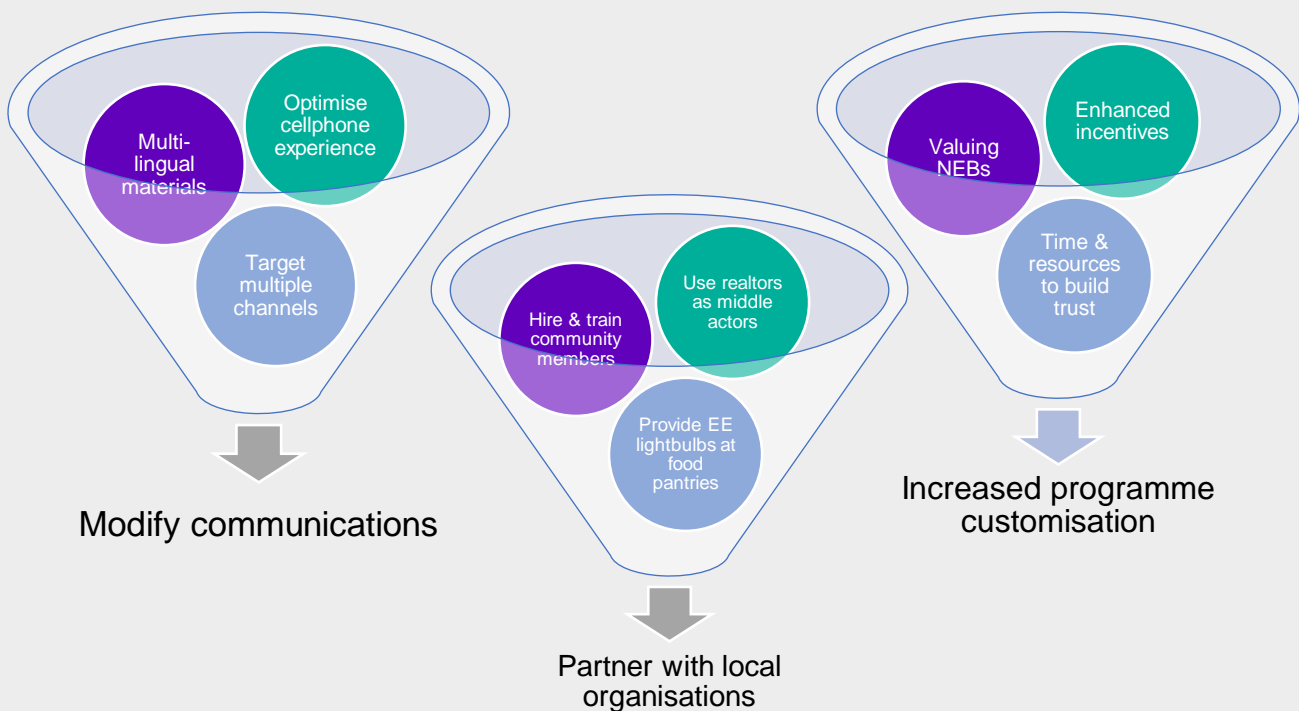 Multi-
lingual
materials
Optimise
cellphone
experience
Target
multiple
channels
Modify communications
Hire & train
community
members
Use realtors
as middle
actors
Provide EE
lightbulbs at
food
pantries
Partner with local
organisations
Valuing
NEBs
Enhanced
incentives
Time &
resources
to build
trust
Increased programme
customisation